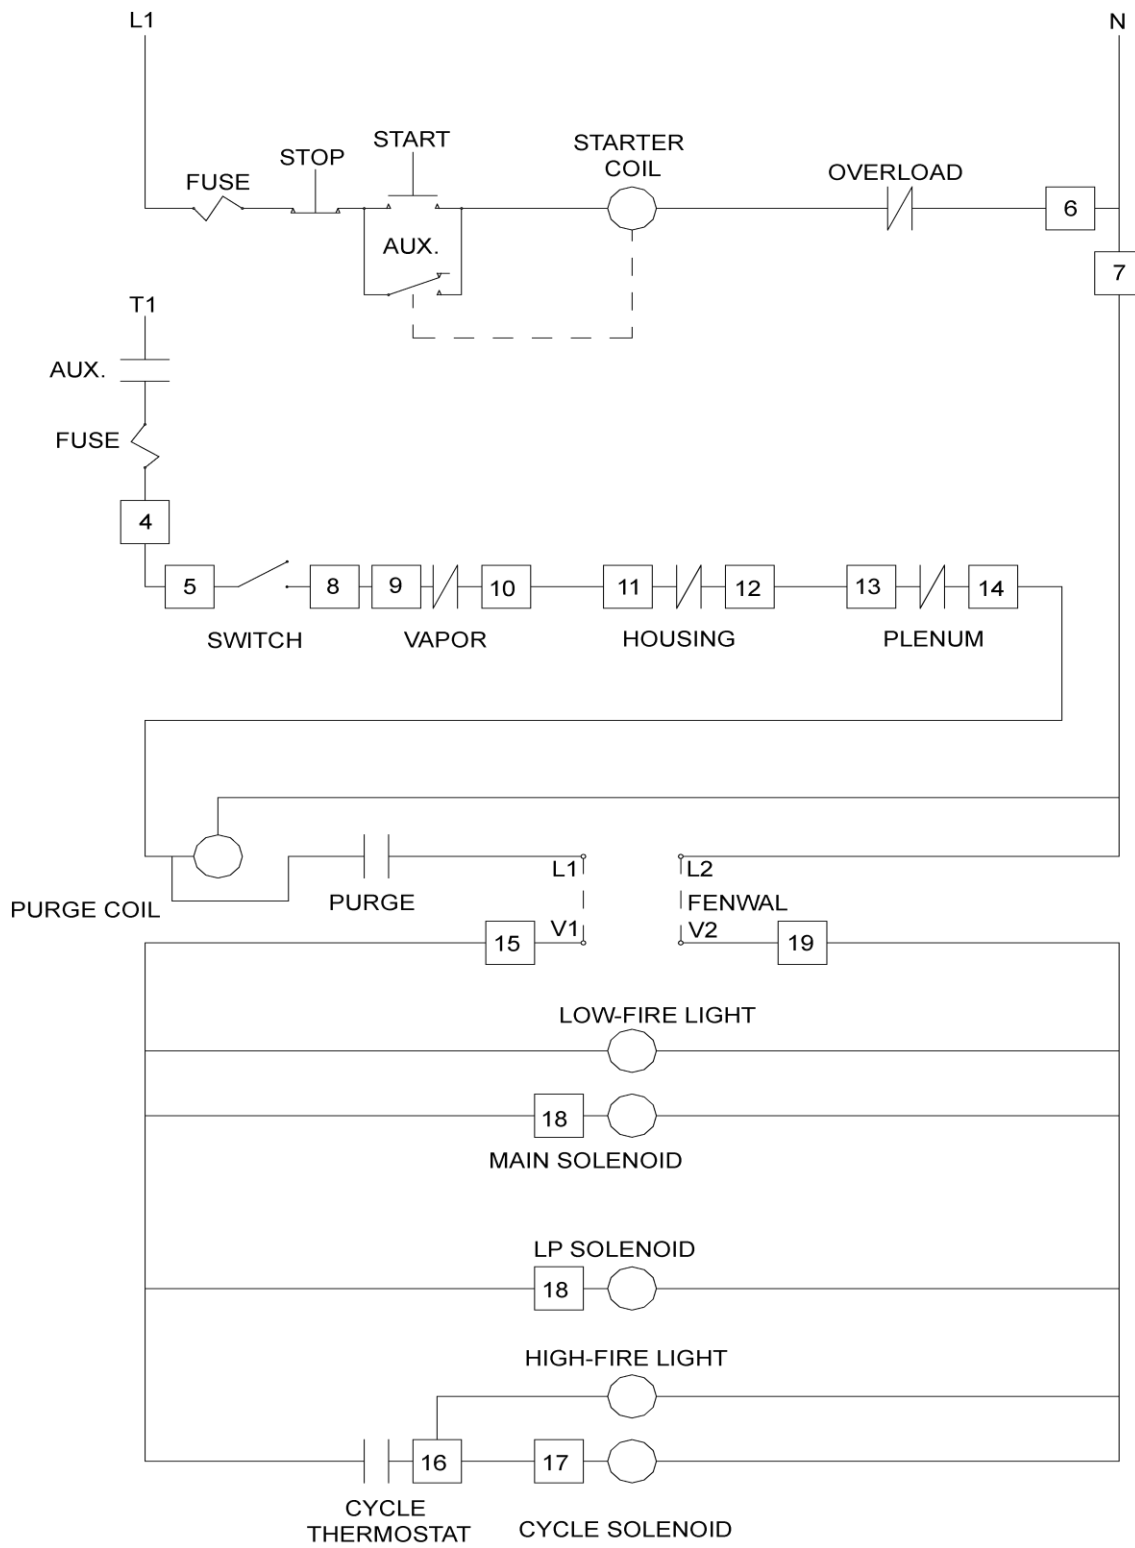 L1
N
START
STARTER
COIL
STOP
OVERLOAD
FUSE
6
AUX.
7
T1
AUX.
FUSE
4
5
8
9
10
11
12
13
14
SWITCH
VAPOR
HOUSING
PLENUM
L1
L2
PURGE COIL
PURGE
FENWAL
V1
V2
15
19
LOW-FIRE LIGHT
18
MAIN SOLENOID
LP SOLENOID
18
HIGH-FIRE LIGHT
16
17
CYCLE
THERMOSTAT
CYCLE SOLENOID